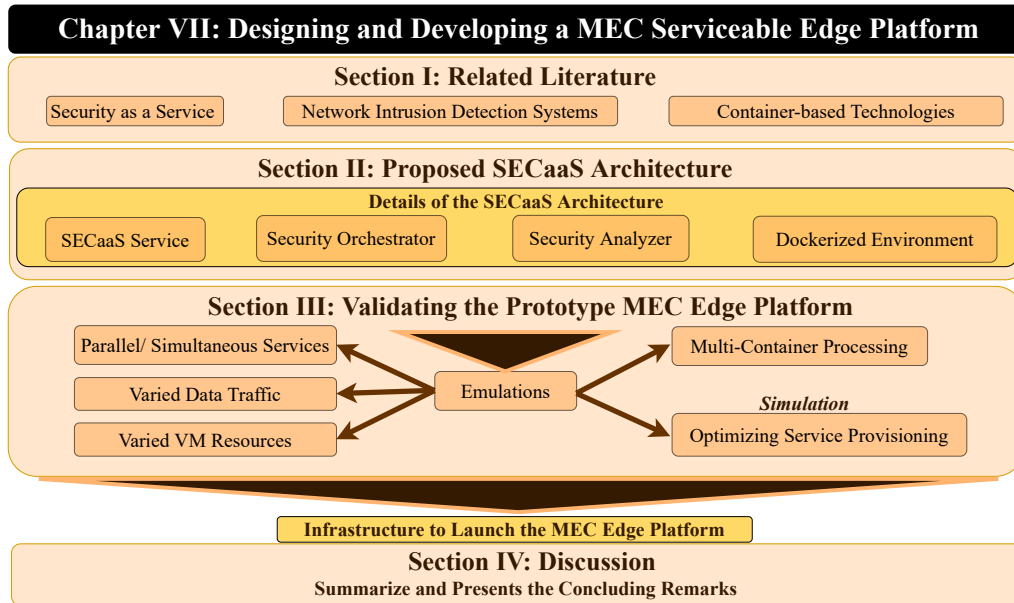 Chapter VII: Designing and Developing a MEC Serviceable Edge Platform
Section I: Related Literature
Security as a Service
Network Intrusion Detection Systems
Container-based Technologies
Section II: Proposed SECaaS Architecture
Details of the SECaaS Architecture
SECaaS Service
Security Orchestrator
Security Analyzer
Dockerized Environment
Section III: Validating the Prototype MEC Edge Platform
Parallel/ Simultaneous Services
Multi-Container Processing
Varied Data Traffic
Emulations
Simulation
Varied VM Resources
Optimizing Service Provisioning
Infrastructure to Launch the MEC Edge Platform
Section IV: Discussion
Summarize and Presents the Concluding Remarks